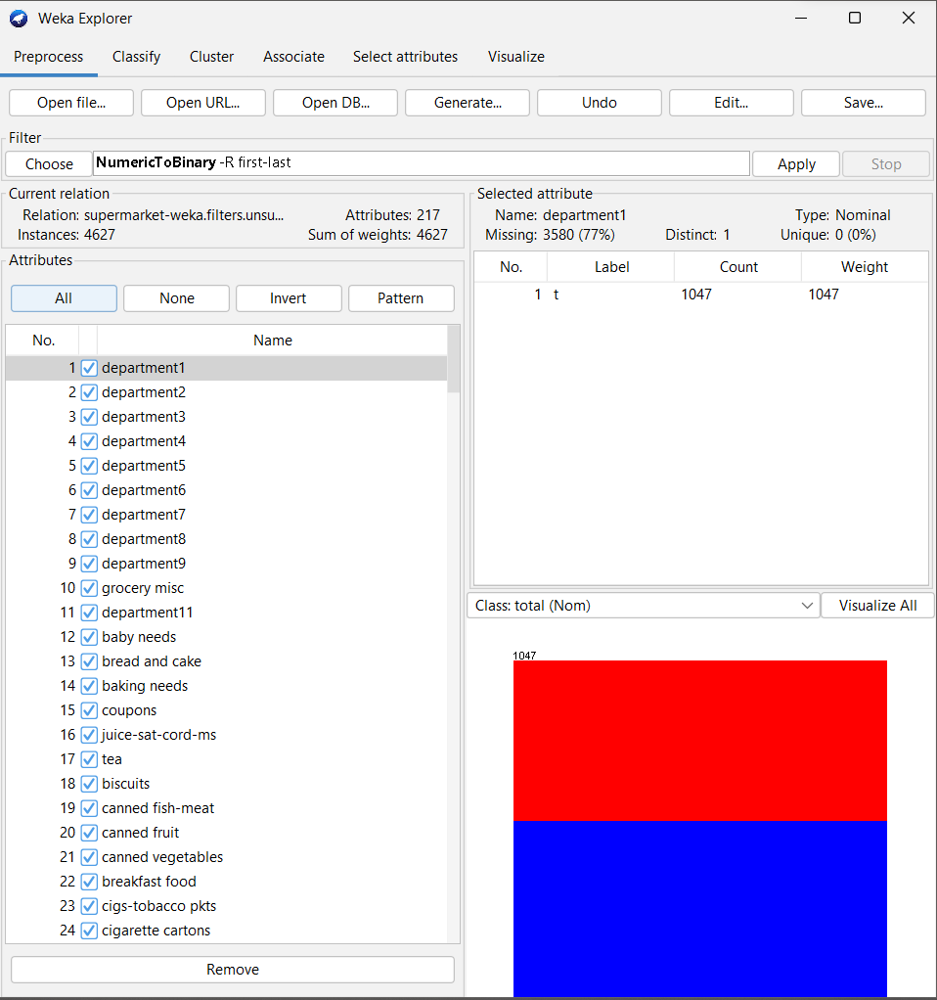 Weka Explorer
Preprocess Classify Cluster Associate Select attributes Visualize
Open file... Open URL... Open DB... Generate... Undo Edit... Save...
Filter
Choose NumericToBinary -R first-last Apply Stop
Current relation
Relation: supermarket-weka.filters.unsu... Attributes: 217
Instances: 4627 Sum of weights: 4627
Attributes
All None Invert Pattern
No. Name
1 department1
2 department2
3 department3
4 department4
5 department5
6 department6
7 department7
8 department8
9 department9
10 grocery misc
11 department11
12 baby needs
13 bread and cake
14 baking needs
15 coupons
16 juice-sat-cord-ms
17 tea
18 biscuits
19 canned fish-meat
20 canned fruit
21 canned vegetables
22 breakfast food
23 cigs-tobacco pkts
24 cigarette cartons
Remove
Selected attribute
Name: department1 Type: Nominal
Missing: 3580 (77%) Distinct: 1 Unique: 0 (0%)
No. Label Count Weight
1 t 1047 1047
Class: total (Nom) Visualize All
1047